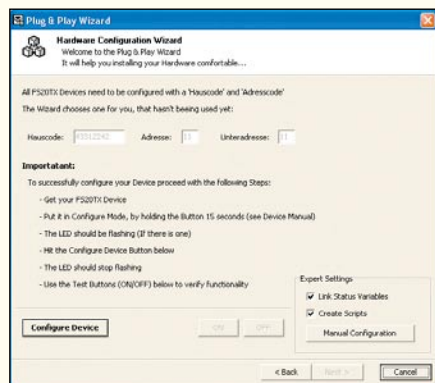 Plug & Play Wizard
Hardware Configuration Wizard
Welcome to the Plug & Play Wizard
It will help you installing your Hardware comfortable...
All FS20TX Devices need to be configured with a 'Hauscode' and 'Adresscode'
The Wizard chooses one for you, that hasn't beeing used yet:
Hauscode: Adresse: 11 Unteradresse: 11
Importatant:
To successfully configure your Device proceed with the following Steps:
- Get your FS20TX Device
- Put it in Configure Mode, by holding the Button 15 seconds (see Device Manual)
- The LED should be flashing (If there is one)
- Hit the Configure Device Button below
- The LED should stop flashing
- Use the Test Buttons (ON/OFF) below to verify functionality
Expert Settings
Link Status Variables
Create Scripts
Manual Configuration
Configure Device ON OFF
< Back Next > Cancel